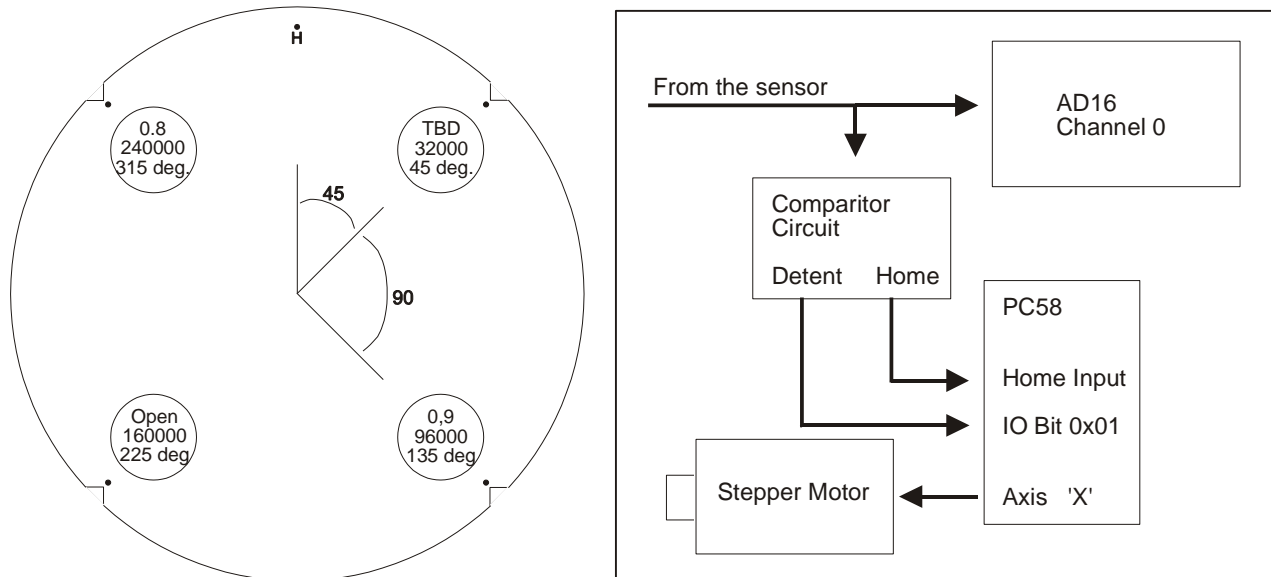 H
0.8
240000
315 deg.
TBD
32000
45 deg.
45
90
Open
160000
225 deg
0,9
96000
135 deg
From the sensor
AD16
Channel 0
Comparitor
Circuit
Detent Home
PC58
Home Input
IO Bit 0x01
Stepper Motor
Axis 'X'